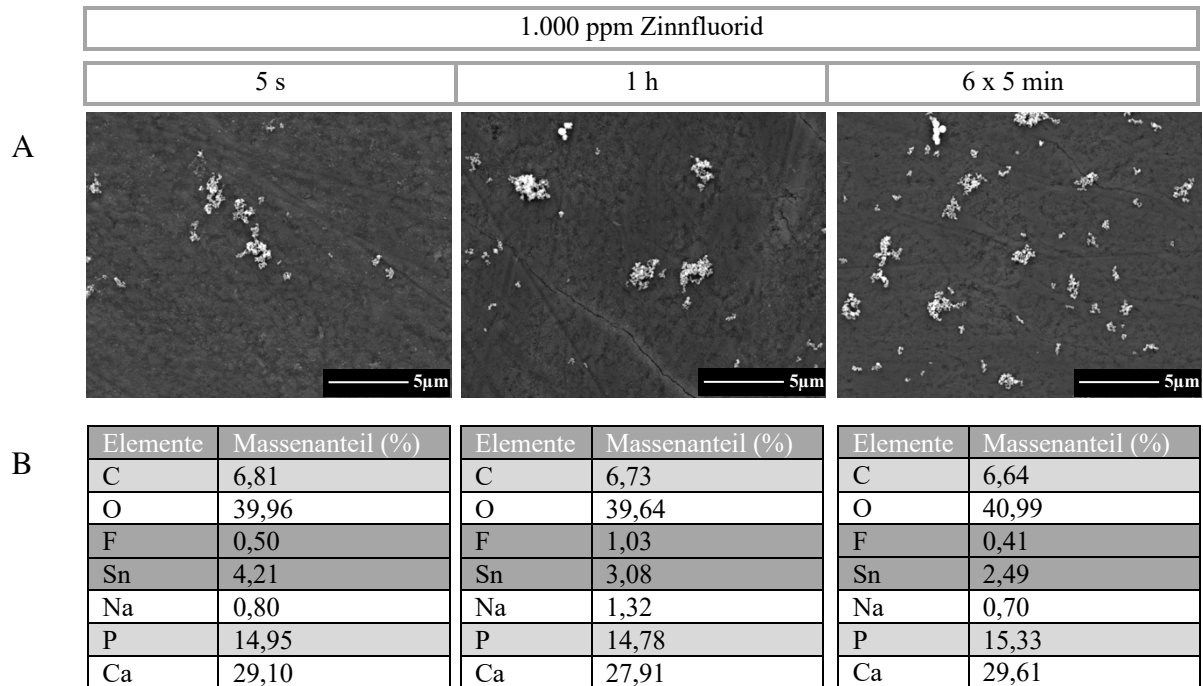 1.000 ppm Zinnfluorid
5 s 1 h 6 x 5 min
A
5µm 5µm 5µm
B
Elemente Massenanteil (%) Elemente Massenanteil (%) Elemente Massenanteil (%)
C 6,81 C 6,73 C 6,64
O 39,96 O 39,64 O 40,99
F 0,50 F 1,03 F 0,41
Sn 4,21 Sn 3,08 Sn 2,49
Na 0,80 Na 1,32 Na 0,70
P 14,95 P 14,78 P 15,33
Ca 29,10 Ca 27,91 Ca 29,61